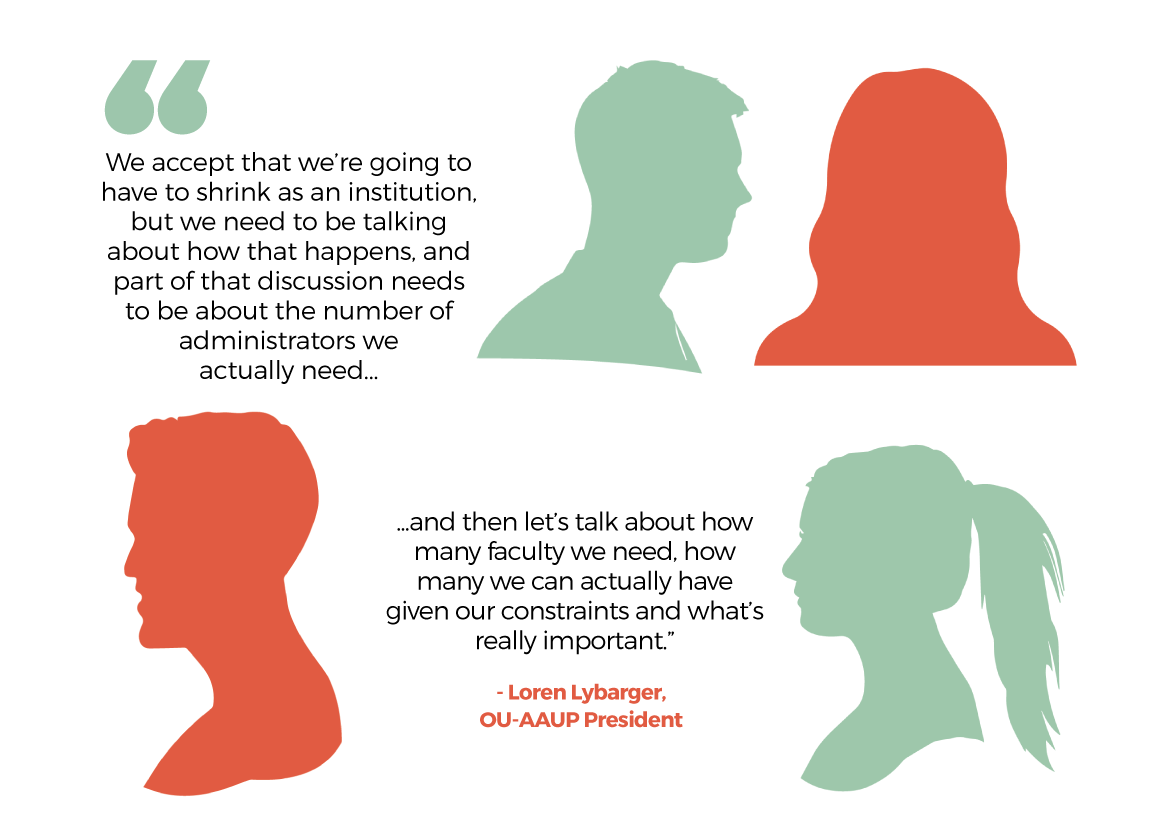 “
We accept that we’re going to
have to shrink as an institution,
but we need to be talking
about how that happens, and
part of that discussion needs
to be about the number of
administrators we
actually need...
...and then let’s talk about how
many faculty we need, how
many we can actually have
given our constraints and what’s
really important.”
- Loren Lybarger,
OU-AAUP President